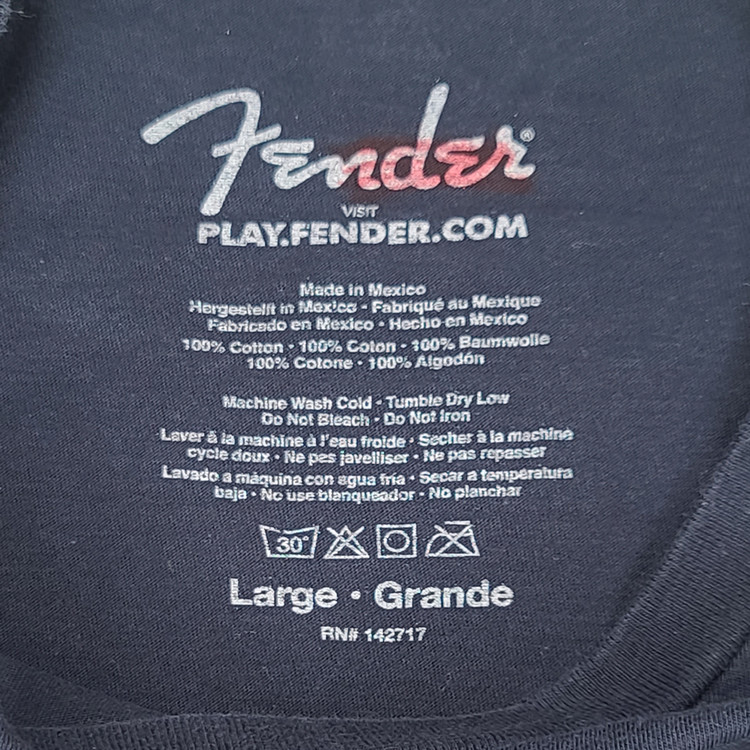 Fender®
VISIT
PLAY.FENDER.COM
Made in Mexico
Hergestellt in Mexico • Fabriqué au Mexique
Fabricado en Mexico • Hecho en Mexico
100% Cotton • 100% Coton • 100% Baumwolle
100% Cotone • 100% Algodón
Machine Wash Cold • Tumble Dry Low
Do Not Bleach • Do Not Iron
Laver à la machine à l'eau froide • Secher à la machine
cycle doux • Ne pas javelliser • Ne pas repasser
Lavado a máquina con agua fria • Secar a temperatura
baja • No use blanqueador • No planchar
30°
Large • Grande
RN# 142717